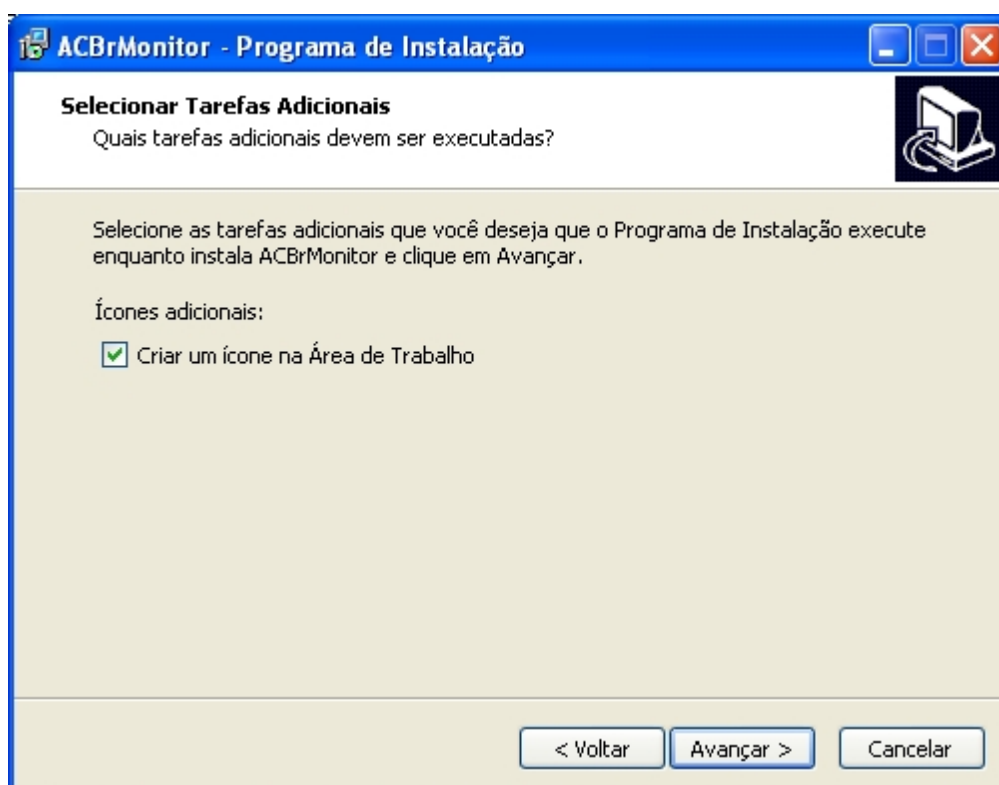 ACBrMonitor - Programa de Instalação
Selecionar Tarefas Adicionais
Quais tarefas adicionais devem ser executadas?
Selecione as tarefas adicionais que você deseja que o Programa de Instalação execute
enquanto instala ACBrMonitor e clique em Avançar.
Ícones adicionais:
Criar um ícone na Área de Trabalho
< Voltar
Avançar >
Cancelar